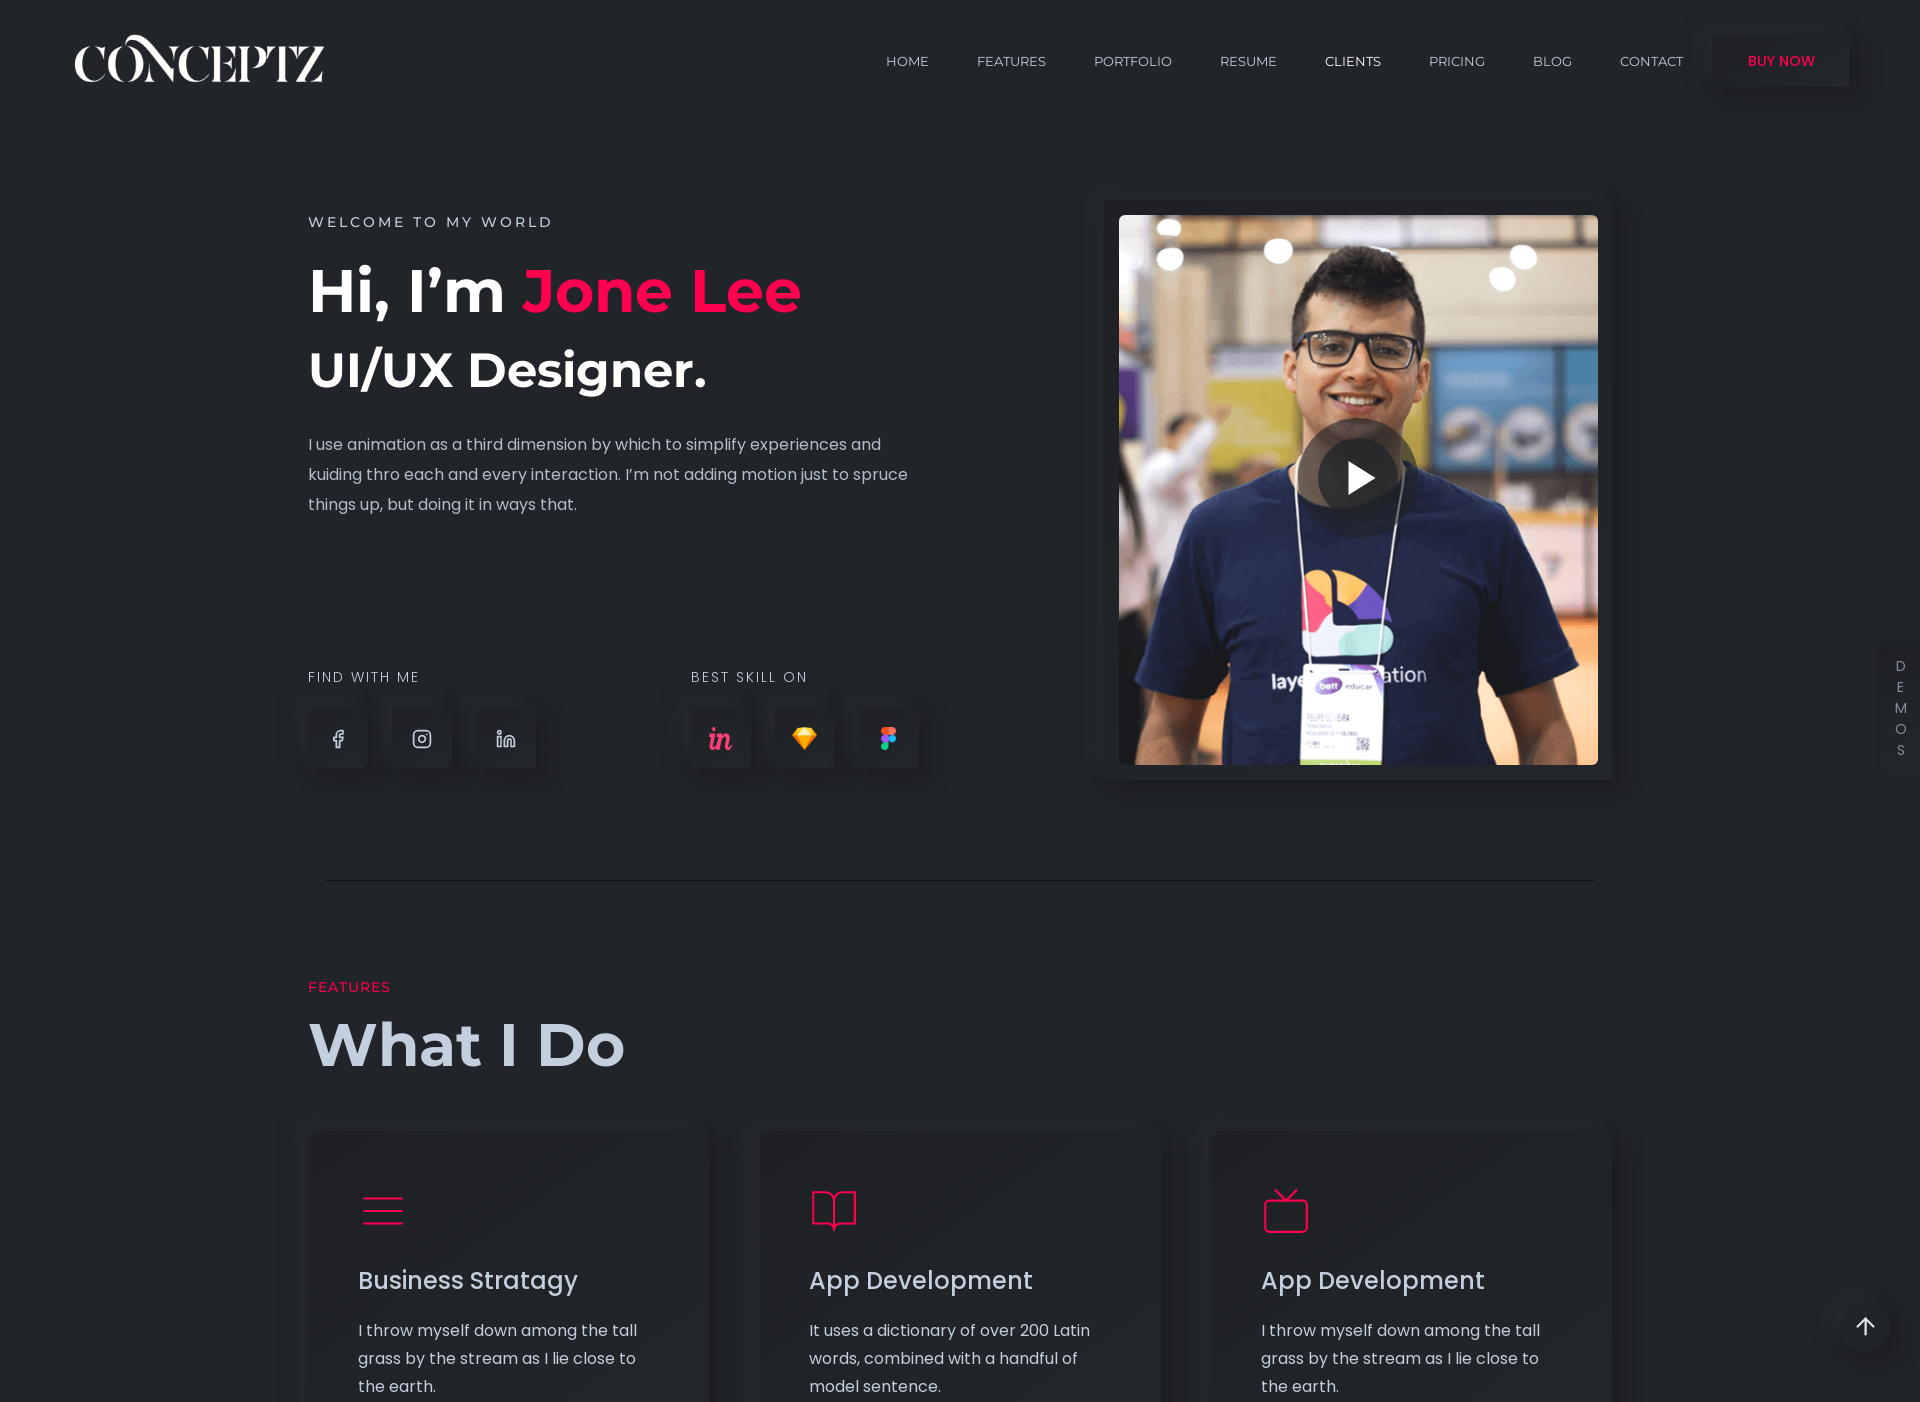 CONCEPTZ
HOME FEATURES PORTFOLIO RESUME CLIENTS PRICING BLOG CONTACT BUY NOW
WELCOME TO MY WORLD
Hi, I’m Jone Lee
UI/UX Designer.
I use animation as a third dimension by which to simplify experiences and
kuiding thro each and every interaction. I’m not adding motion just to spruce
things up, but doing it in ways that.
FIND WITH ME
BEST SKILL ON
in
in
belt educar
FELIPE OLIVEIRA
DEMOS
FEATURES
What I Do
Business Stratagy
I throw myself down among the tall
grass by the stream as I lie close to
the earth.
App Development
It uses a dictionary of over 200 Latin
words, combined with a handful of
model sentence.
App Development
I throw myself down among the tall
grass by the stream as I lie close to
the earth.